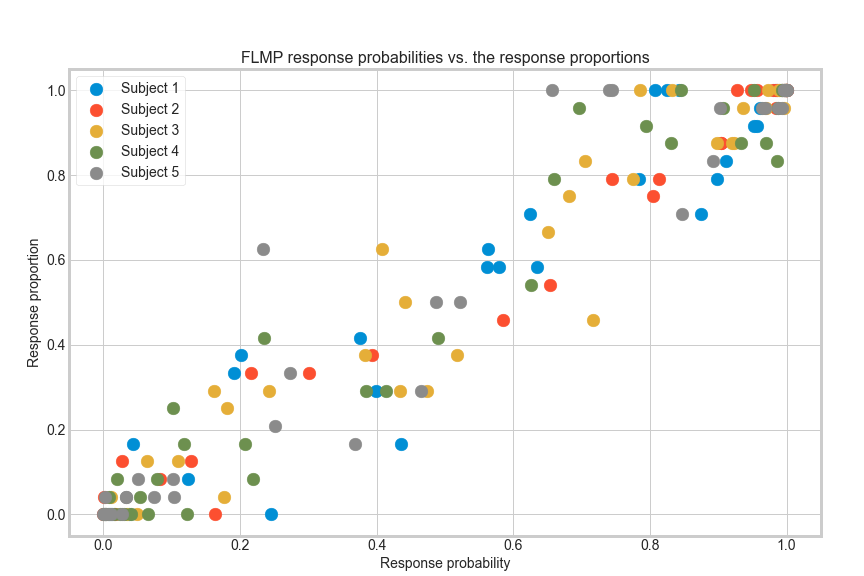 FLMP response probabilities vs. the response proportions
Subject 1
Subject 2
Subject 3
Subject 4
Subject 5
1.0
0.8
0.6
0.4
0.2
0.0
Response proportion
0.0 0.2 0.4 0.6 0.8 1.0
Response probability